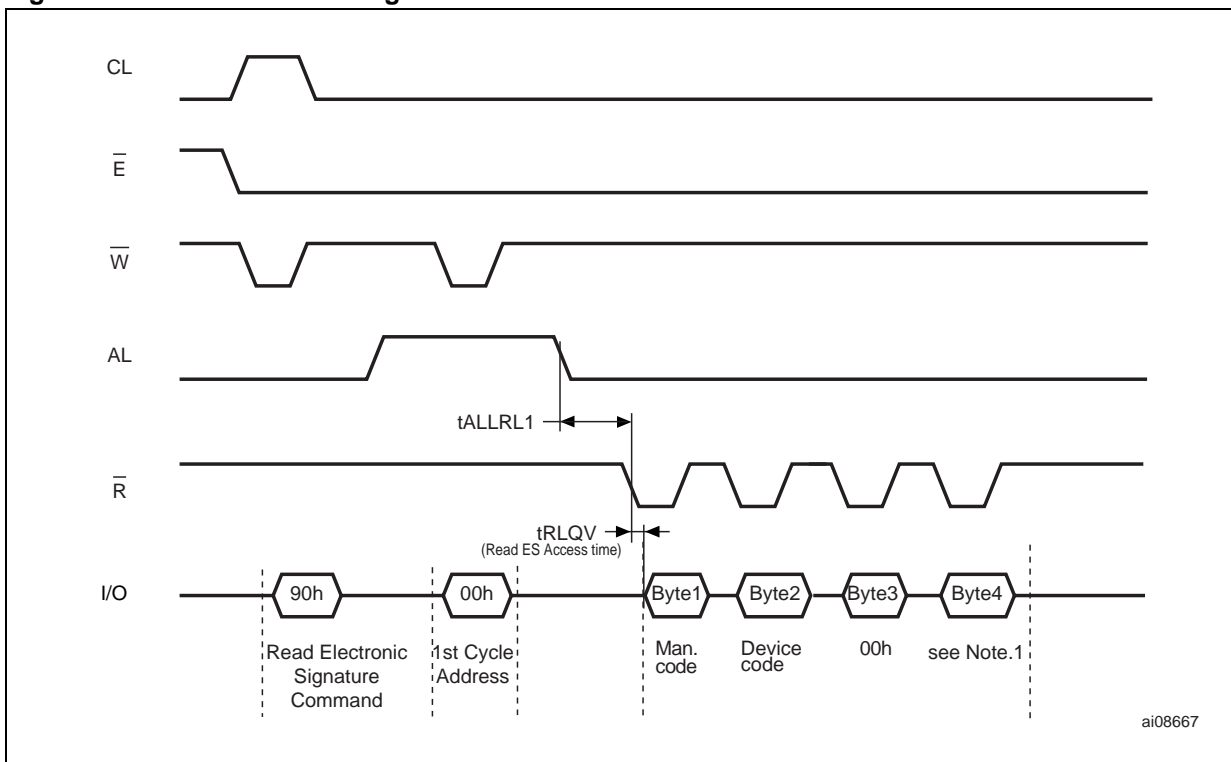 CL
E
W
AL
tALLRL1
R
tRLQV
(Read ES Access time)
I/O
90h
00h
Byte1
Byte2
Byte3
Byte4
Read Electronic
Signature
Command
1st Cycle
Address
Man.
code
Device
code
00h
see Note.1
ai08667